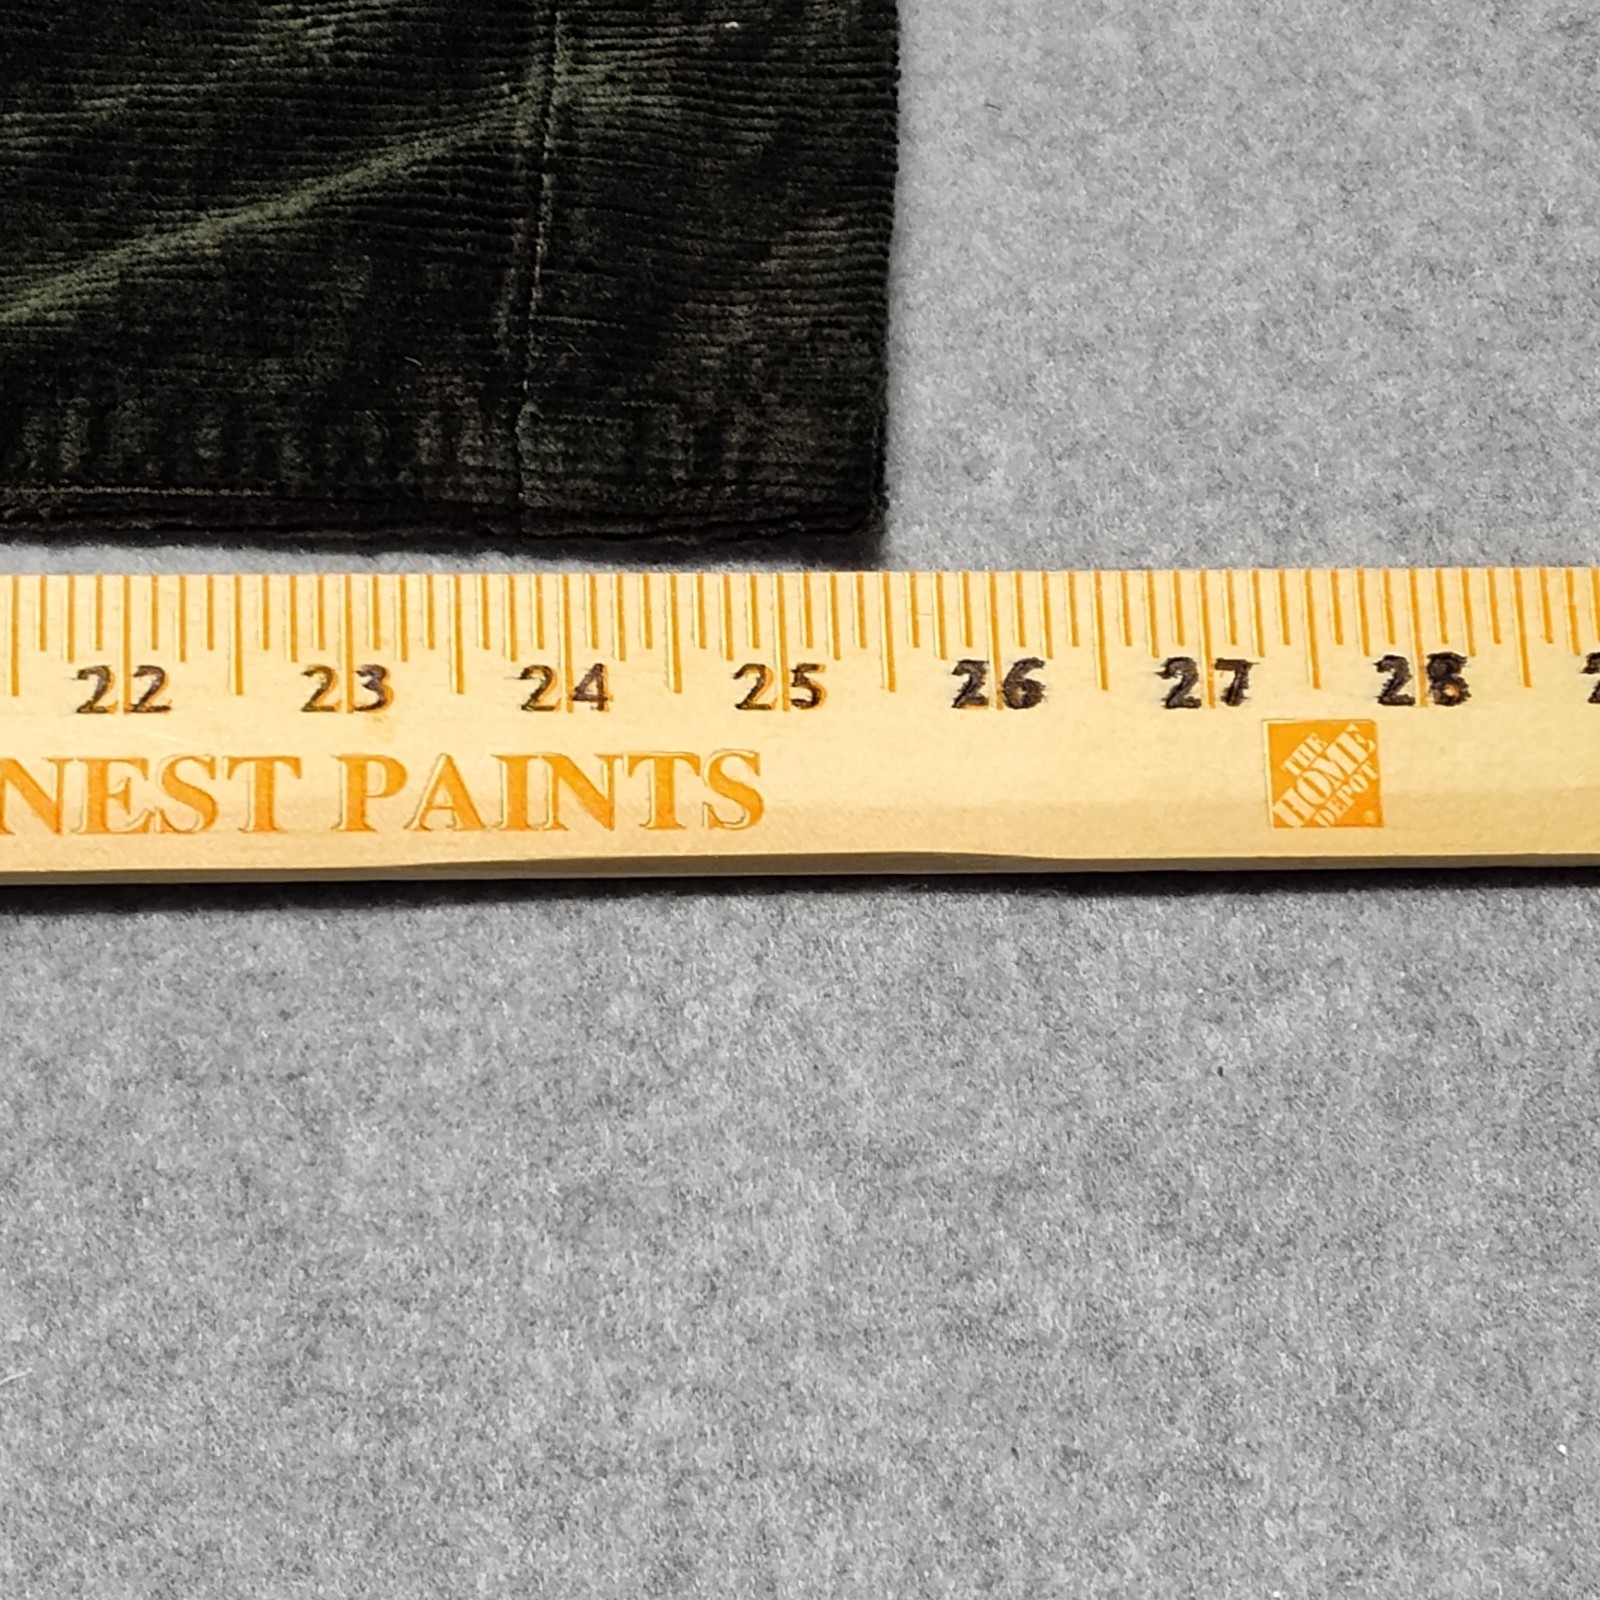 22 23 24 25 26 27 28
NEST PAINTS
THE
HOME
DEPOT